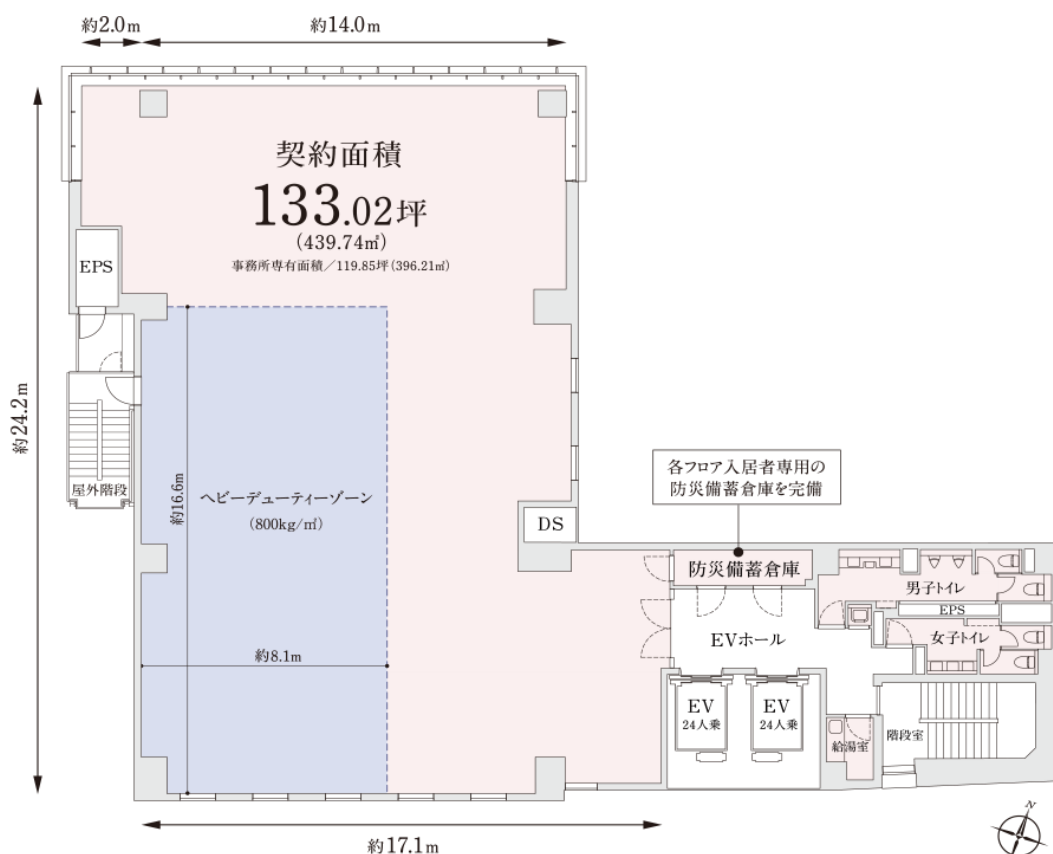 約2.0m
約14.0m
契約面積
133.02坪
(439.74㎡)
事務所専有面積／119.85坪(396.21㎡)
EPS
約24.2m
屋外階段
約16.6m
ヘビーデューティーゾーン
(800kg/㎡)
約8.1m
各フロア入居者専用の
防災備蓄倉庫を完備
DS
防災備蓄倉庫
男子トイレ
EPS
女子トイレ
EVホール
EV
24人乗
EV
24人乗
給湯室
階段室
約17.1m
N